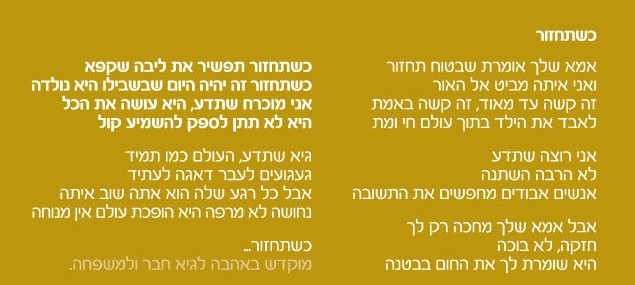 כשתחזור
אמא שלך אומרת שבטוח תחזור
ואני איתה מביט אל האור
זה קשה עד מאוד, זה קשה באמת
לאבד את הילד בתוך עולם חי ומת
אני רוצה שתדע
לא הרבה השתנה
אנשים אבודים מחפשים את התשובה
אבל אמא שלך מחכה רק לך
חזקה, לא בוכה
היא שומרת לך את החום בבטנה
כשתחזור תפשיר את ליבה שקפא
כשתחזור זה יהיה היום שבשבילו היא נולדה
אני מוכרח שתדע, היא עושה את הכל
היא לא תתן לספק להשמיע קול
גיא שתדע, העולם כמו תמיד
געגועים לעבר דאגה לעתיד
אבל כל רגע שלה הוא אתה שוב איתה
נחושה לא מרפה היא הופכת עולם אין מנוחה
כשתחזור...
מוקדש באהבה לגיא חבר ולמשפחה.